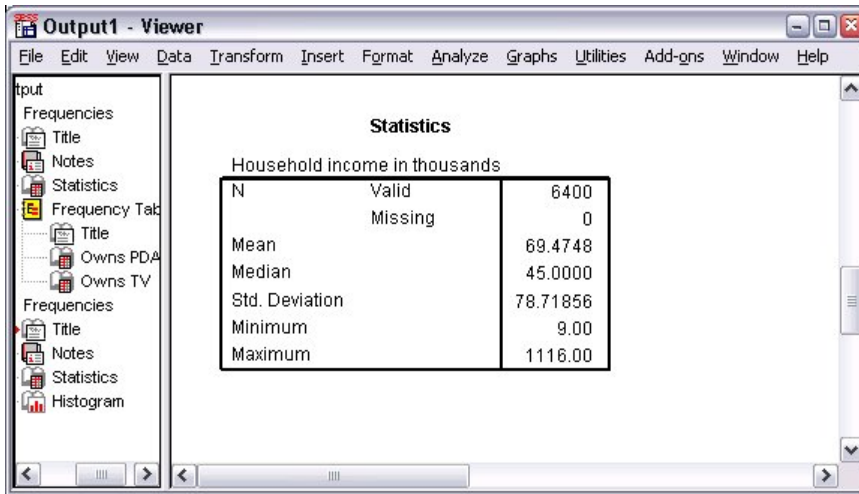 Output1 - Viewer
File Edit View Data Transform Insert Format Analyze Graphs Utilities Add-ons Window Help
tput
Frequencies
Title
Notes
Statistics
Frequency Tab
Title
Owns PDA
Owns TV
Frequencies
Title
Notes
Statistics
Histogram
Statistics
Household income in thousands
N Valid 6400
Missing 0
Mean 69.4748
Median 45.0000
Std. Deviation 78.71856
Minimum 9.00
Maximum 1116.00